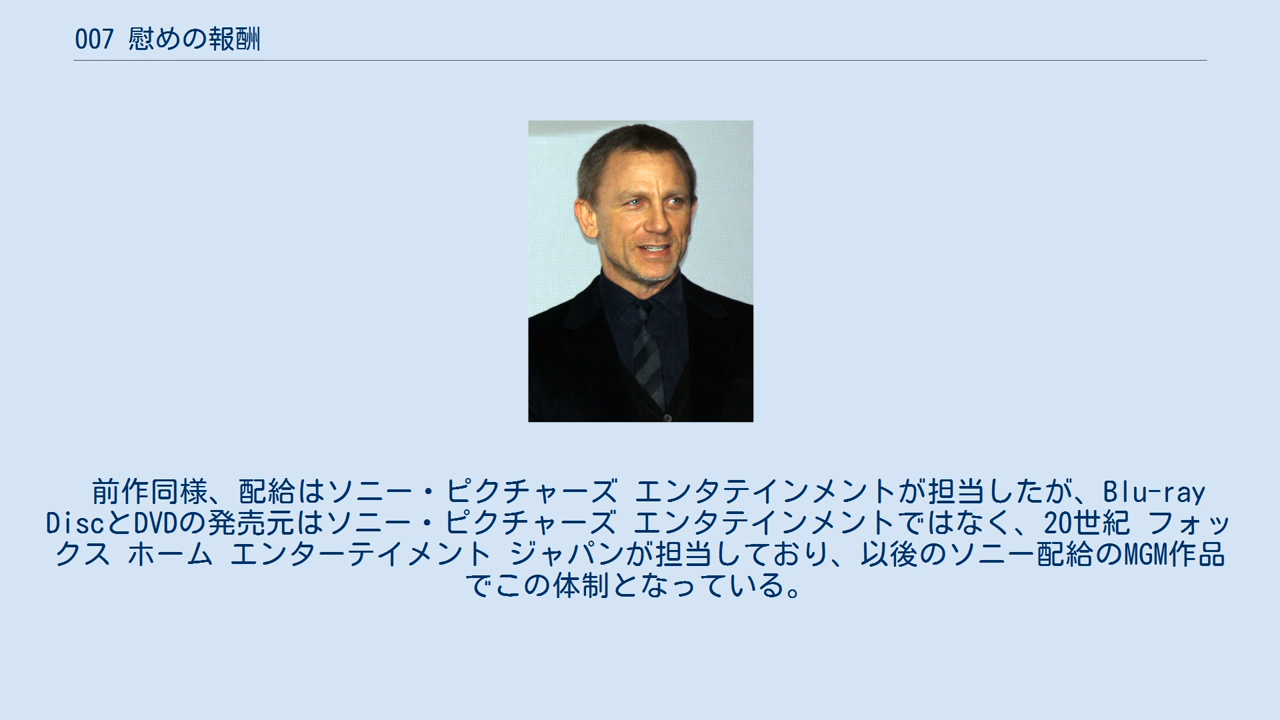 007 慰めの報酬
前作同様、配給はソニー・ピクチャーズ エンタテインメントが担当したが、Blu-ray
DiscとDVDの発売元はソニー・ピクチャーズ エンタテインメントではなく、20世紀 フォッ
クス ホーム エンターテイメント ジャパンが担当しており、以後のソニー配給のMGM作品
でこの体制となっている。